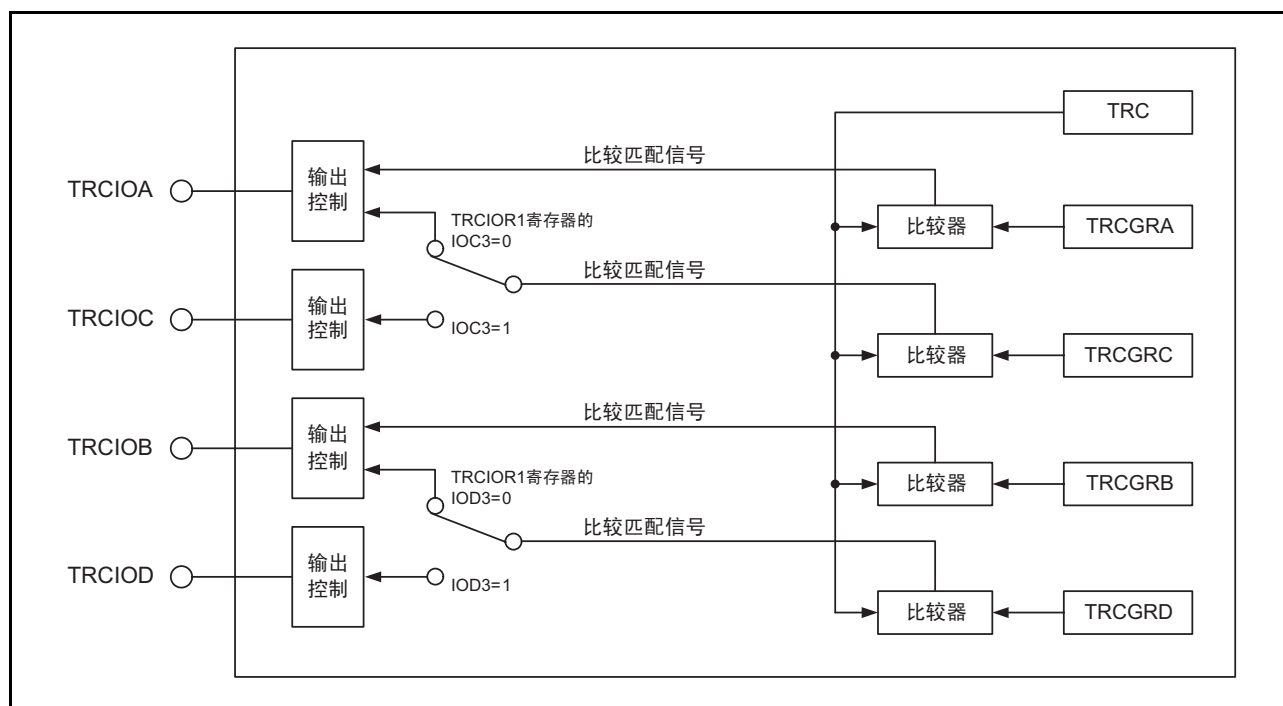 TRC
比较匹配信号
TRCIOA
输出
控制
TRCIOR1寄存器的
IOC3=0
比较器
TRCGRA
比较匹配信号
TRCIOC
输出
控制
IOC3=1
比较器
TRCGRC
比较匹配信号
TRCIOB
输出
控制
TRCIOR1寄存器的
IOD3=0
比较器
TRCGRB
比较匹配信号
TRCIOD
输出
控制
IOD3=1
比较器
TRCGRD